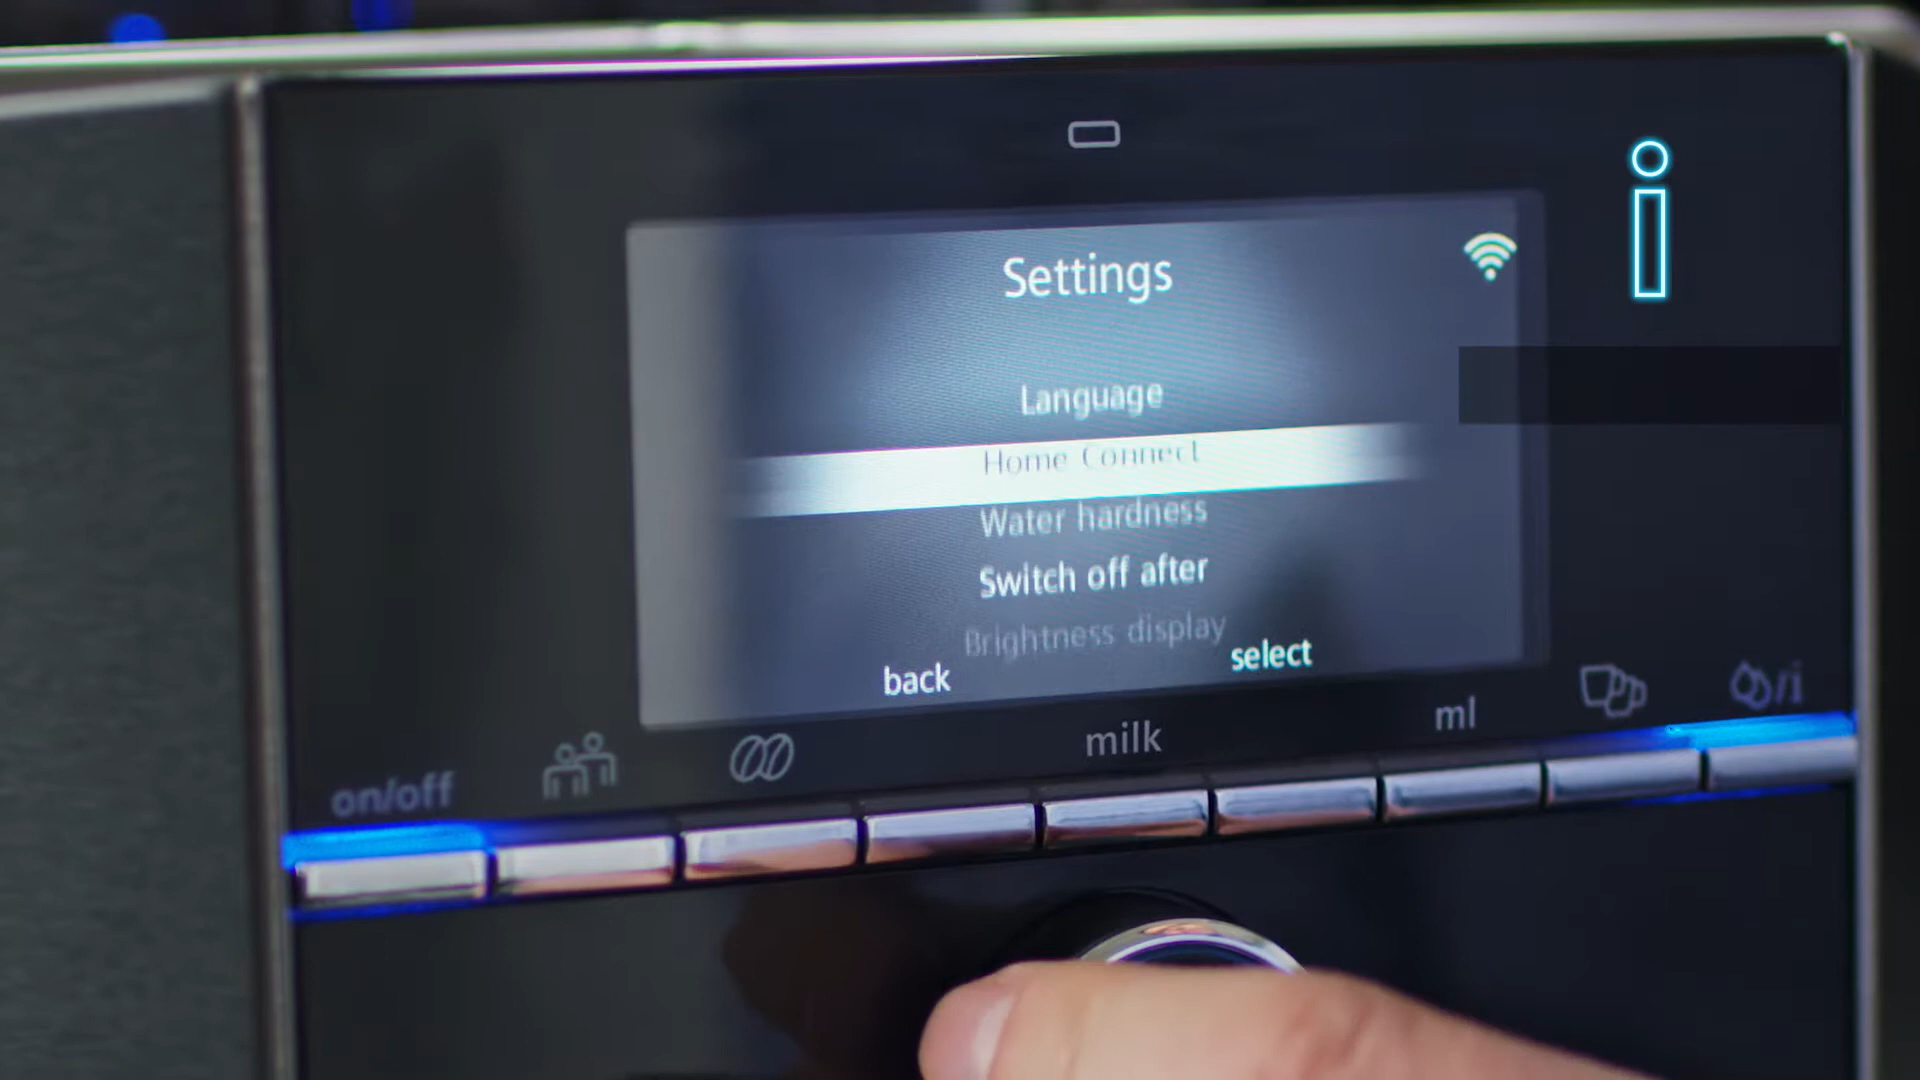 Settings
Language
Home Connect
Water hardness
Switch off after
Brightness display
back
select
on/off
milk
ml
/i
i